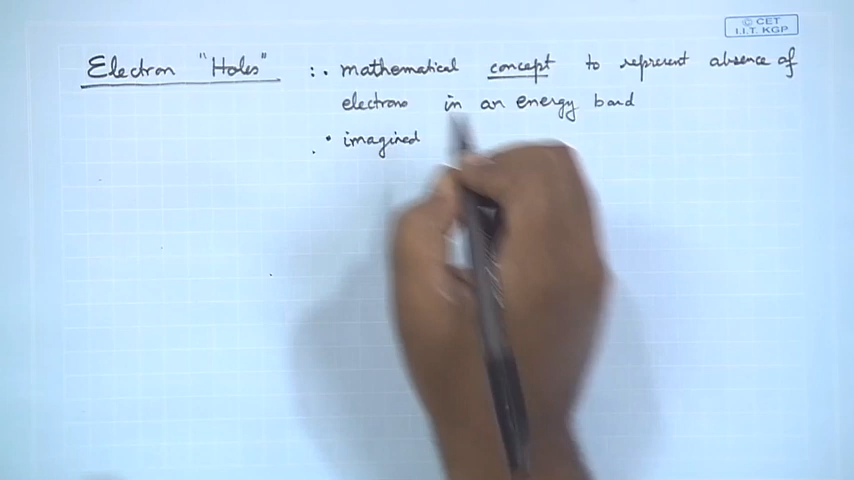 © CET
I.I.T. KGP
Electron "Holes" : • mathematical concept to represent absence of
electrons in an energy band
• imagined